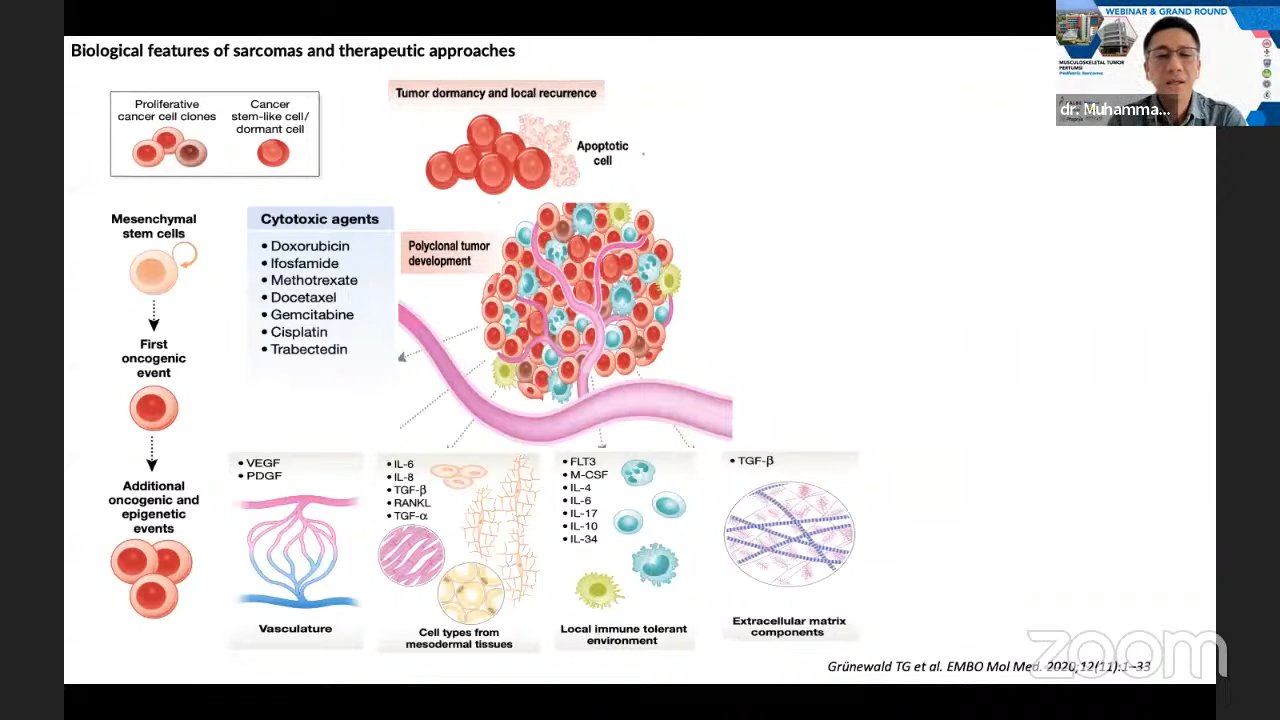 Biological features of sarcomas and therapeutic approaches
WEBINAR & GRAND ROUND
MUSCULOSKELETAL TUMOR
PERTUMSI
Pediatric Sarcoma
dr. Muhamma...
Proliferative
cancer cell clones
Cancer
stem-like cell/
dormant cell
Tumor dormancy and local recurrence
Apoptotic
cell
Mesenchymal
stem cells
First
oncogenic
event
Additional
oncogenic and
epigenetic
events
Cytotoxic agents
• Doxorubicin
• Ifosfamide
• Methotrexate
• Docetaxel
• Gemcitabine
• Cisplatin
• Trabectedin
Polyclonal tumor
development
• VEGF
• PDGF
Vasculature
• IL-6
• IL-8
• TGF-β
• RANKL
• TGF-α
Cell types from
mesodermal tissues
• FLT3
• M-CSF
• IL-4
• IL-6
• IL-17
• IL-10
• IL-34
Local immune tolerant
environment
• TGF-β
Extracellular matrix
components
Grünewald TG et al. EMBO Mol Med. 2020;12(11):1–33
zoom